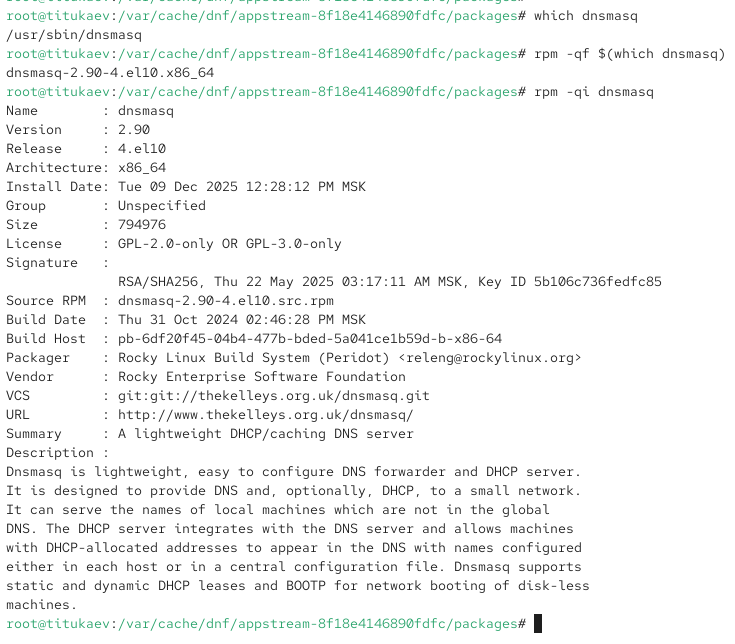 root@titukaev:/var/cache/dnf/appstream-8f18e4146890fdfc/packages# which dnsmasq
/usr/sbin/dnsmasq
root@titukaev:/var/cache/dnf/appstream-8f18e4146890fdfc/packages# rpm -qf $(which dnsmasq)
dnsmasq-2.90-4.el10.x86_64
root@titukaev:/var/cache/dnf/appstream-8f18e4146890fdfc/packages# rpm -qi dnsmasq
Name        : dnsmasq
Version     : 2.90
Release     : 4.el10
Architecture: x86_64
Install Date: Tue 09 Dec 2025 12:28:12 PM MSK
Group       : Unspecified
Size        : 794976
License     : GPL-2.0-only OR GPL-3.0-only
Signature   :
              RSA/SHA256, Thu 22 May 2025 03:17:11 AM MSK, Key ID 5b106c736fedfc85
Source RPM  : dnsmasq-2.90-4.el10.src.rpm
Build Date  : Thu 31 Oct 2024 02:46:28 PM MSK
Build Host  : pb-6df20f45-04b4-477b-bded-5a041ce1b59d-b-x86-64
Packager    : Rocky Linux Build System (Peridot) <releng@rockylinux.org>
Vendor      : Rocky Enterprise Software Foundation
VCS         : git:git://thekelleys.org.uk/dnsmasq.git
URL         : http://www.thekelleys.org.uk/dnsmasq/
Summary     : A lightweight DHCP/caching DNS server
Description :
Dnsmasq is lightweight, easy to configure DNS forwarder and DHCP server.
It is designed to provide DNS and, optionally, DHCP, to a small network.
It can serve the names of local machines which are not in the global
DNS. The DHCP server integrates with the DNS server and allows machines
with DHCP-allocated addresses to appear in the DNS with names configured
either in each host or in a central configuration file. Dnsmasq supports
static and dynamic DHCP leases and BOOTP for network booting of disk-less
machines.
root@titukaev:/var/cache/dnf/appstream-8f18e4146890fdfc/packages#